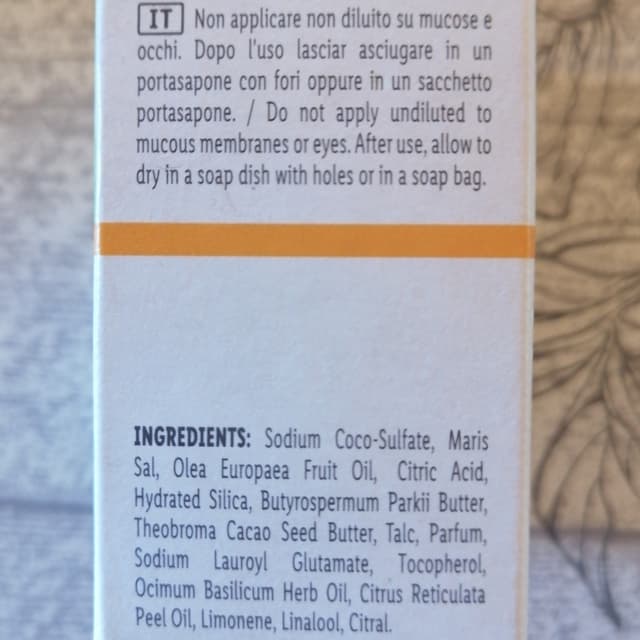 IT Non applicare non diluito su mucose e
occhi. Dopo l'uso lasciar asciugare in un
portasapone con fori oppure in un sacchetto
portasapone. / Do not apply undiluted to
mucous membranes or eyes. After use, allow to
dry in a soap dish with holes or in a soap bag.
INGREDIENTS: Sodium Coco-Sulfate, Maris
Sal, Olea Europaea Fruit Oil, Citric Acid,
Hydrated Silica, Butyrospermum Parkii Butter,
Theobroma Cacao Seed Butter, Talc, Parfum,
Sodium Lauroyl Glutamate, Tocopherol,
Ocimum Basilicum Herb Oil, Citrus Reticulata
Peel Oil, Limonene, Linalool, Citral.